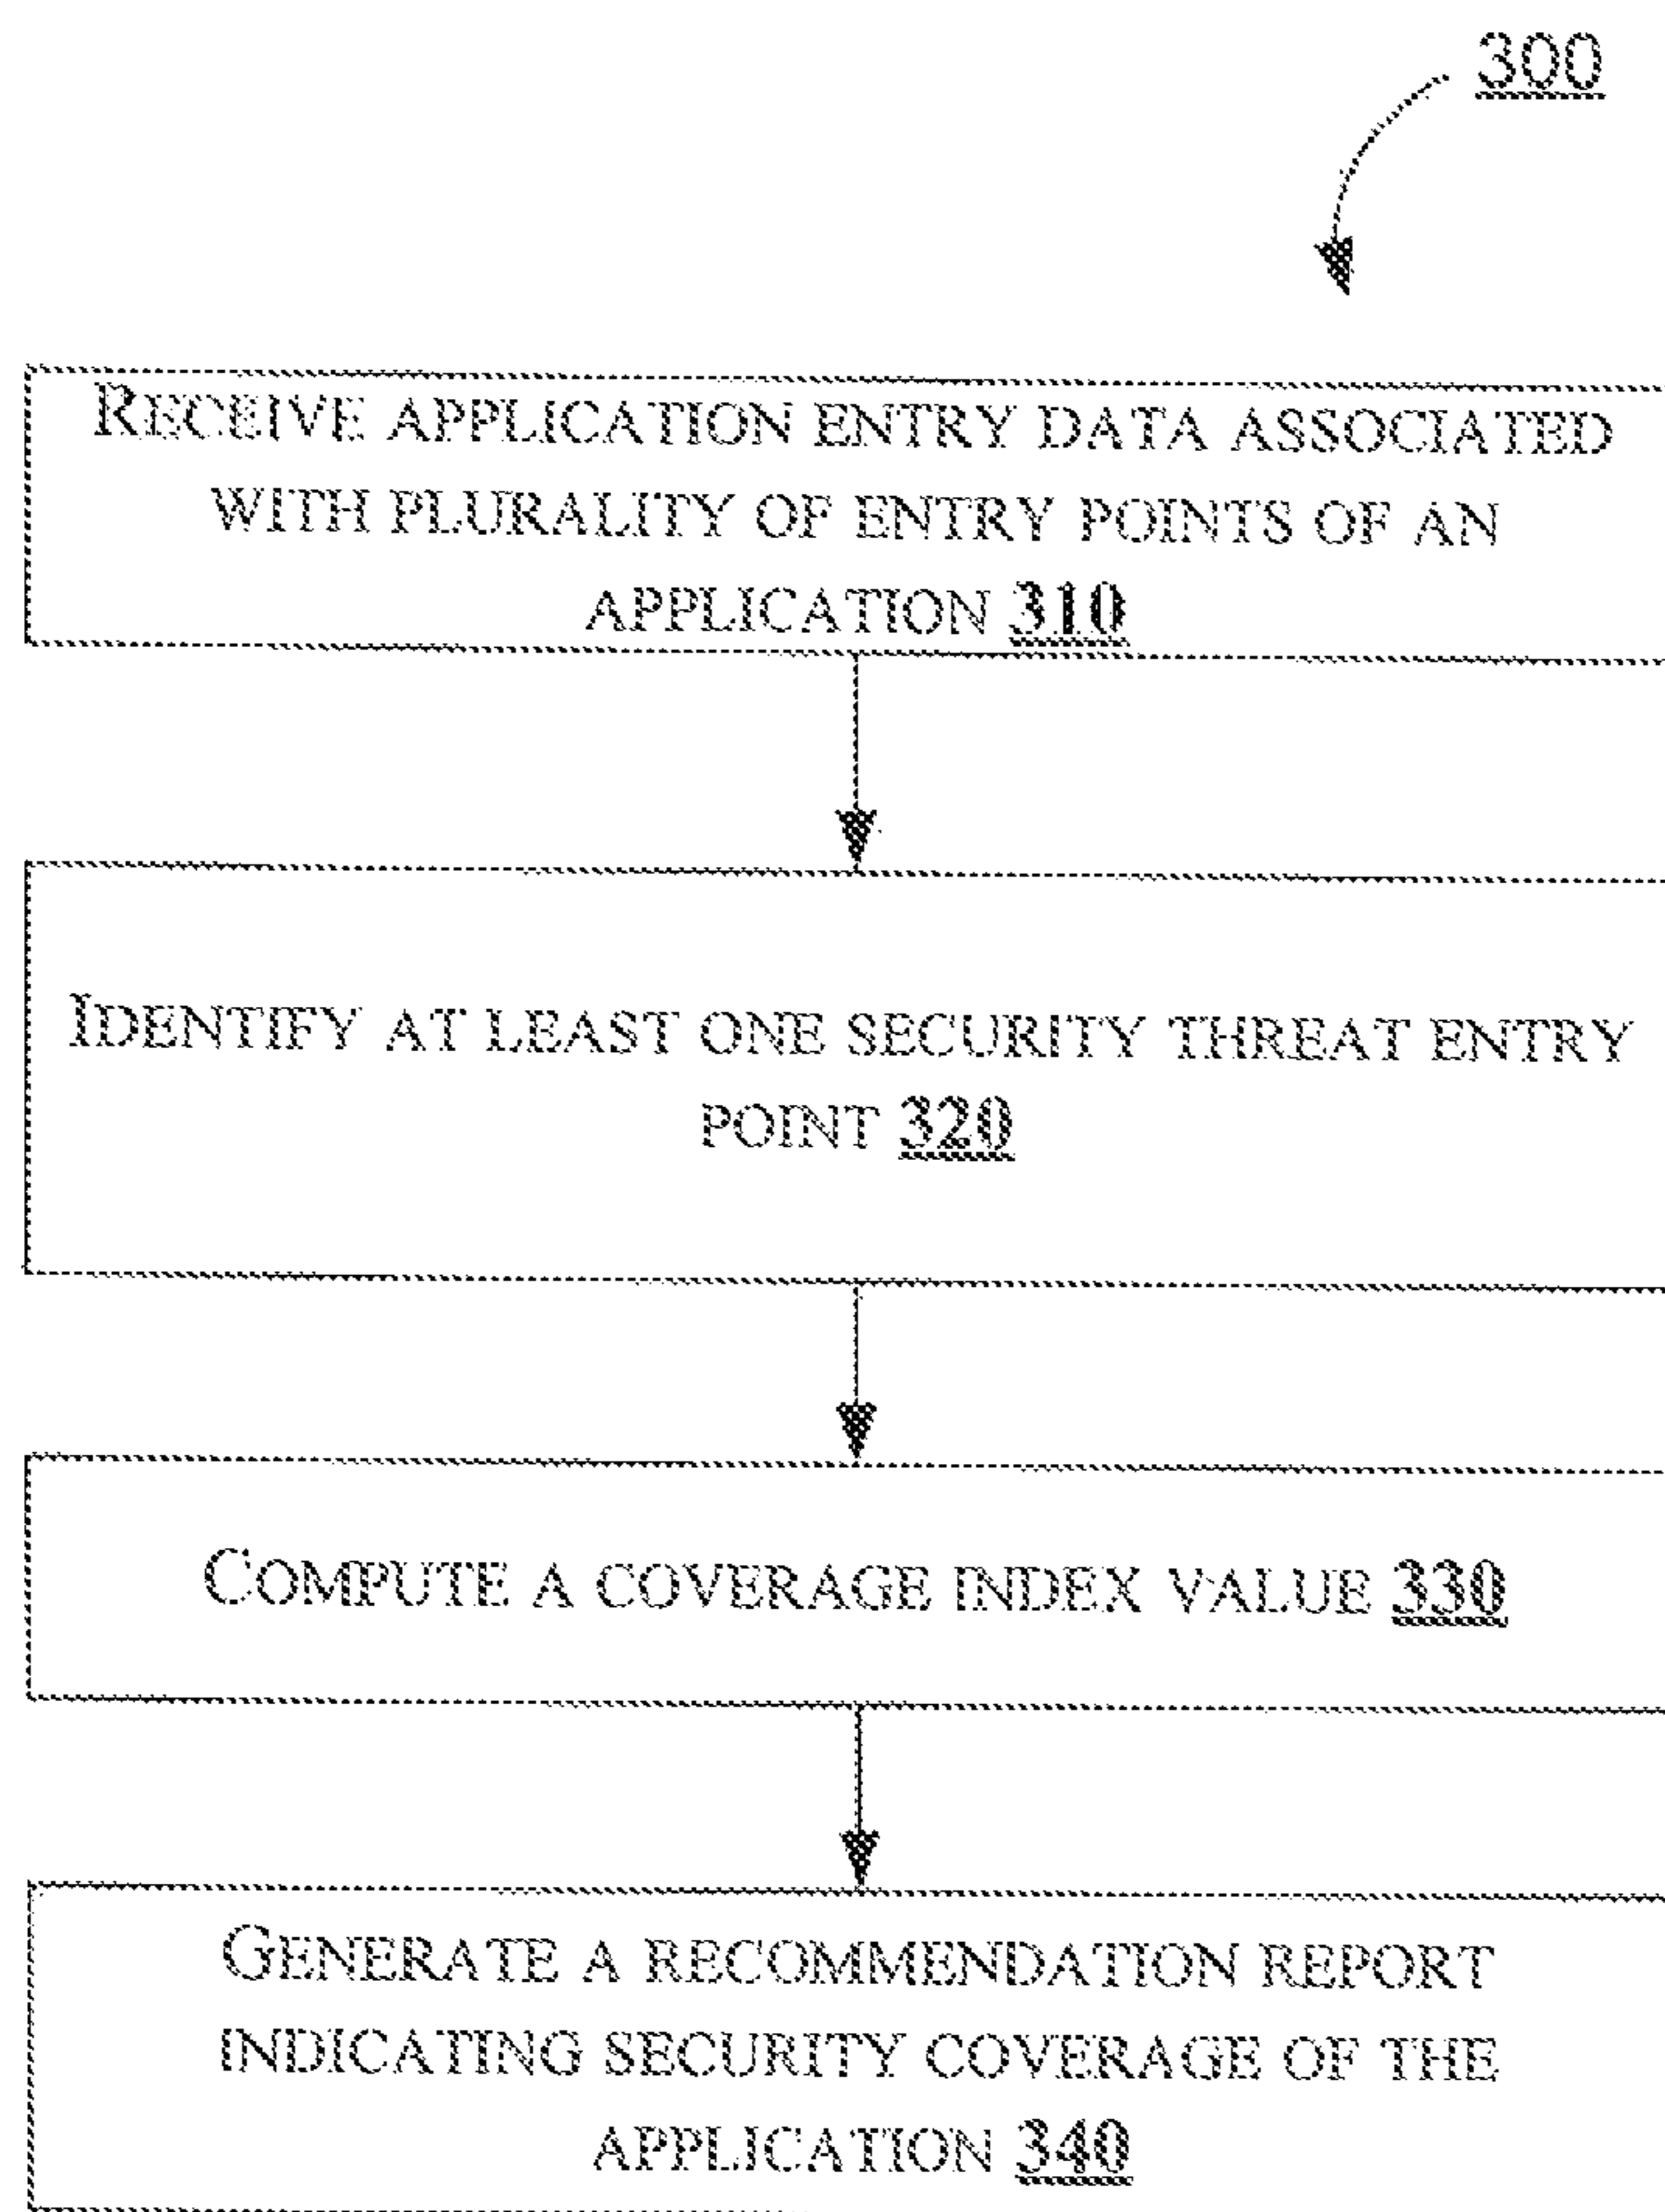 300
RECEIVE APPLICATION ENTRY DATA ASSOCIATED
WITH PLURALITY OF ENTRY POINTS OF AN
APPLICATION 310
IDENTIFY AT LEAST ONE SECURITY THREAT ENTRY
POINT 320
COMPUTE A COVERAGE INDEX VALUE 330
GENERATE A RECOMMENDATION REPORT
INDICATING SECURITY COVERAGE OF THE
APPLICATION 340